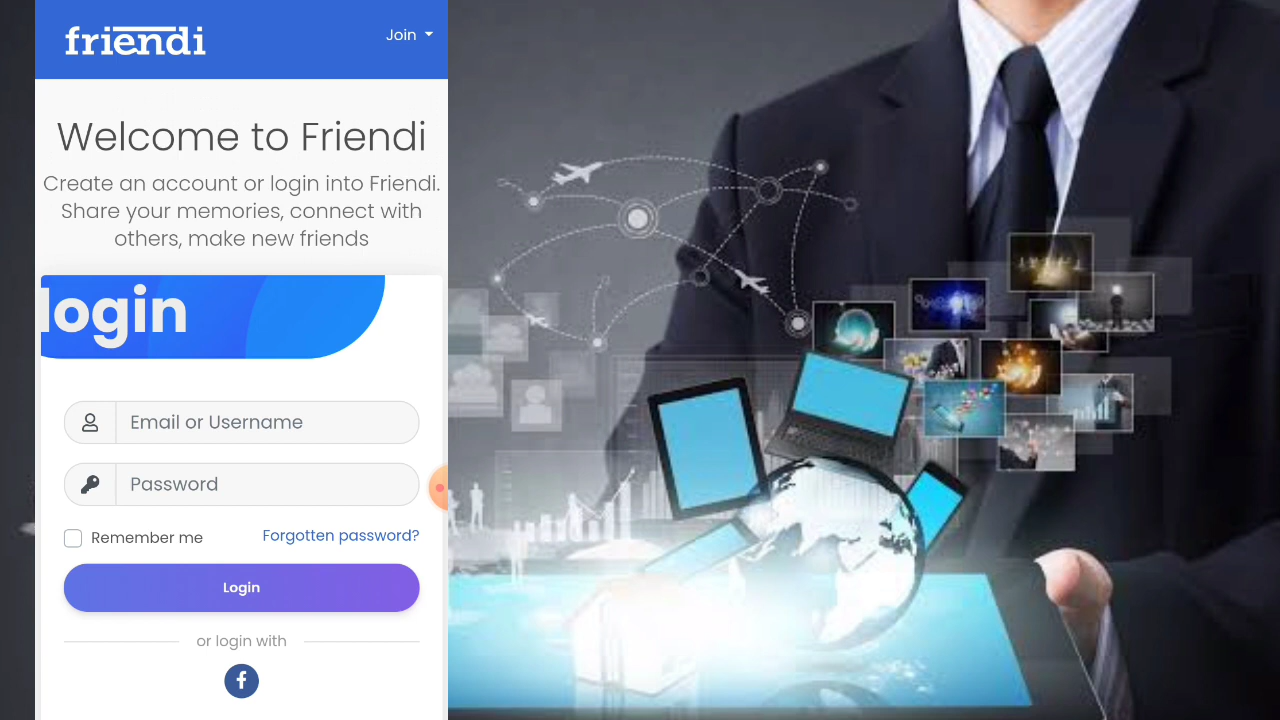 friendi
Join
Welcome to Friendi
Create an account or login into Friendi.
Share your memories, connect with
others, make new friends
login
Email or Username
Password
Remember me
Forgotten password?
Login
or login with